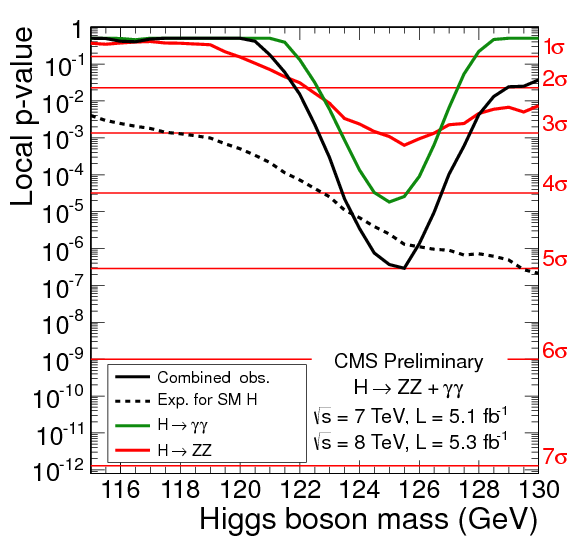 Local p-value
1
10⁻¹
10⁻²
10⁻³
10⁻⁴
10⁻⁵
10⁻⁶
10⁻⁷
10⁻⁸
10⁻⁹
10⁻¹⁰
10⁻¹¹
10⁻¹²
1σ
2σ
3σ
4σ
5σ
6σ
7σ
Combined obs.
Exp. for SM H
H → γγ
H → ZZ
CMS Preliminary
H → ZZ + γγ
√s = 7 TeV, L = 5.1 fb⁻¹
√s = 8 TeV, L = 5.3 fb⁻¹
116 118 120 122 124 126 128 130
Higgs boson mass (GeV)